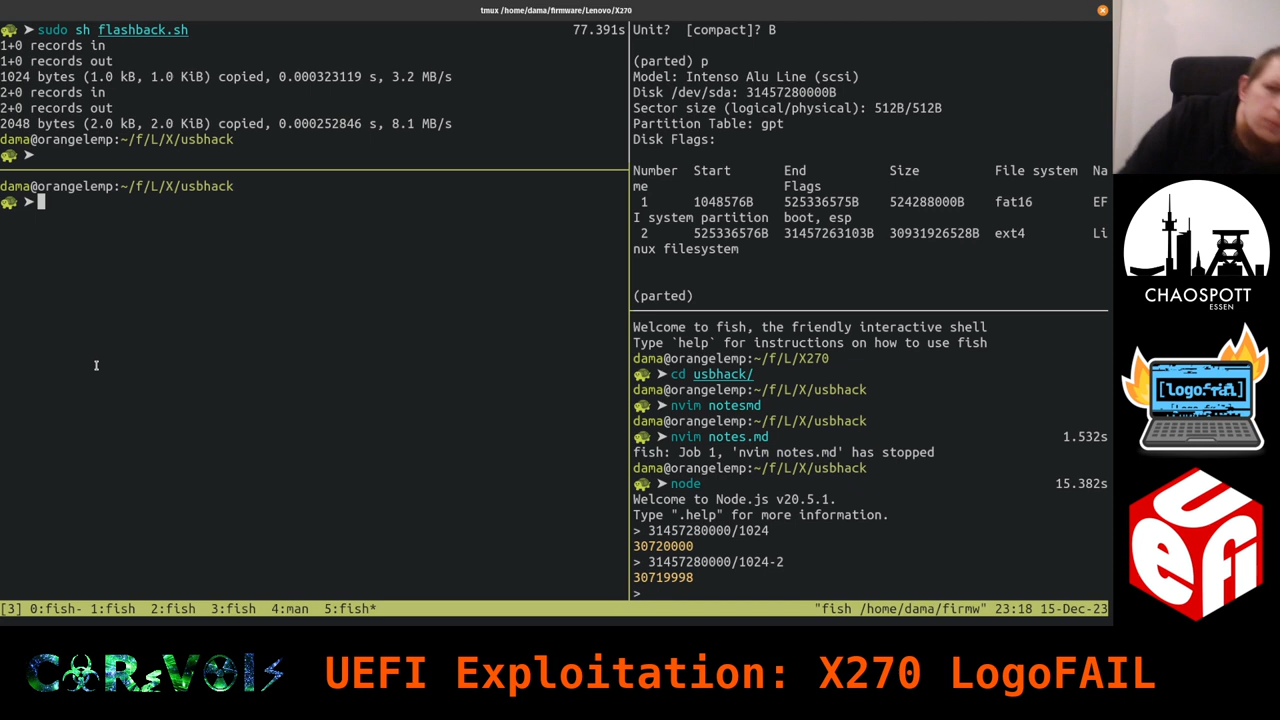 tmux /home/dama/firmware/Lenovo/X270
➤ sudo sh flashback.sh 77.391s
1+0 records in
1+0 records out
1024 bytes (1.0 kB, 1.0 KiB) copied, 0.000323119 s, 3.2 MB/s
2+0 records in
2+0 records out
2048 bytes (2.0 kB, 2.0 KiB) copied, 0.000252846 s, 8.1 MB/s
dama@orangelemp:~/f/L/X/usbhack
➤
dama@orangelemp:~/f/L/X/usbhack
➤
Unit?  [compact]? B
(parted) p
Model: Intenso Alu Line (scsi)
Disk /dev/sda: 31457280000B
Sector size (logical/physical): 512B/512B
Partition Table: gpt
Disk Flags:
Number  Start       End           Size          File system  Na
me                  Flags
1      1048576B    525336575B    524288000B    fat16        EF
I system partition  boot, esp
2      525336576B  31457263103B  30931926528B  ext4         Li
nux filesystem
(parted)
Welcome to fish, the friendly interactive shell
Type `help` for instructions on how to use fish
dama@orangelemp:~/f/L/X270
➤ cd usbhack/
dama@orangelemp:~/f/L/X/usbhack
➤ nvim notesmd
dama@orangelemp:~/f/L/X/usbhack
➤ nvim notes.md 1.532s
fish: Job 1, 'nvim notes.md' has stopped
dama@orangelemp:~/f/L/X/usbhack
➤ node 15.382s
Welcome to Node.js v20.5.1.
Type ".help" for more information.
> 31457280000/1024
30720000
> 31457280000/1024-2
30719998
>
[3] 0:fish- 1:fish  2:fish  3:fish  4:man  5:fish* "fish /home/dama/firmw" 23:18 15-Dec-23
CHAOSPOTT
ESSEN
[logofail]
UEFI
UEFI Exploitation: X270 LogoFAIL